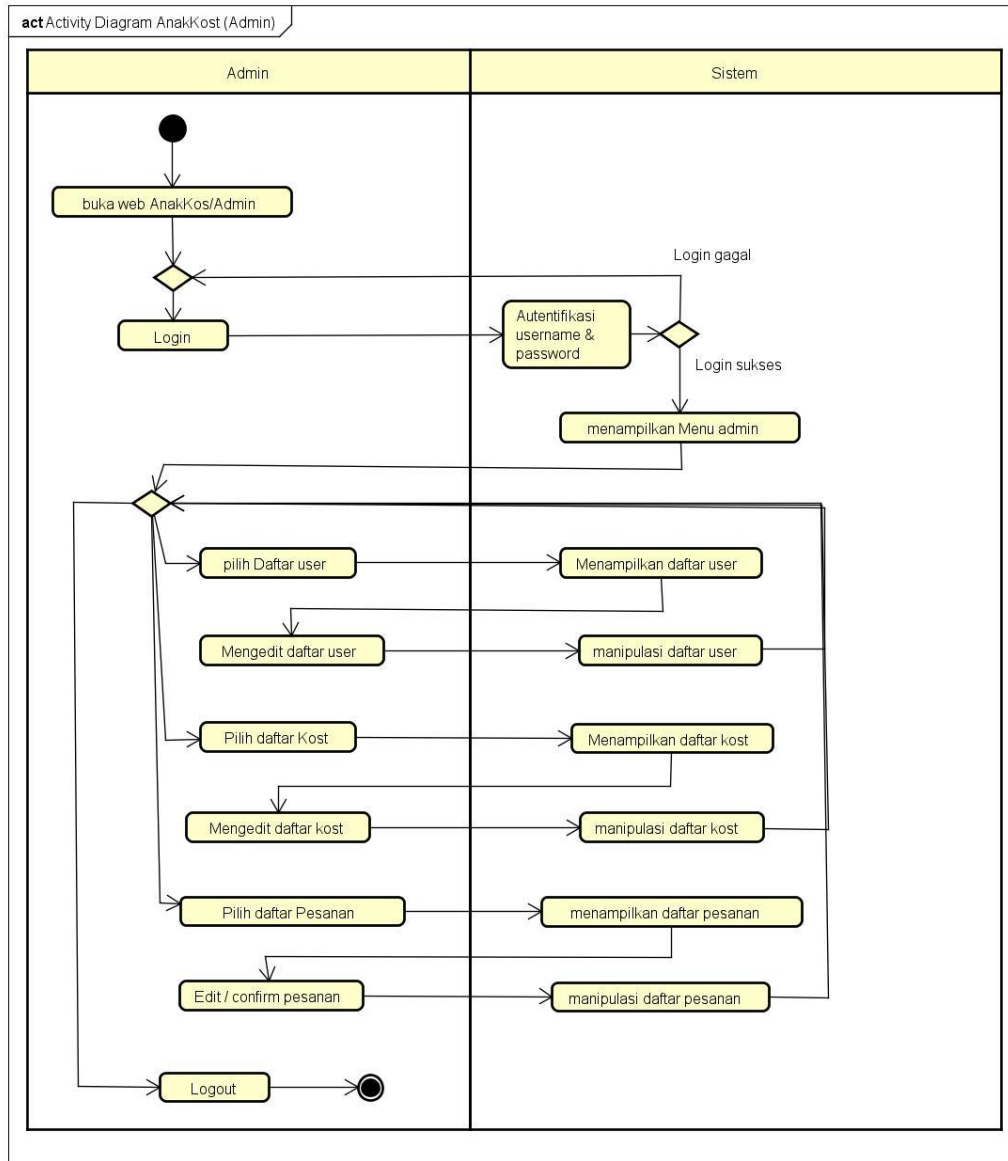 act Activity Diagram AnakKost (Admin)
Admin
Sistem
buka web AnakKos/Admin
Login gagal
Login
Autentifikasi
username &
password
Login sukses
menampilkan Menu admin
pilih Daftar user
Menampilkan daftar user
Mengedit daftar user
manipulasi daftar user
Pilih daftar Kost
Menampilkan daftar kost
Mengedit daftar kost
manipulasi daftar kost
Pilih daftar Pesanan
menampilkan daftar pesanan
Edit / confirm pesanan
manipulasi daftar pesanan
Logout